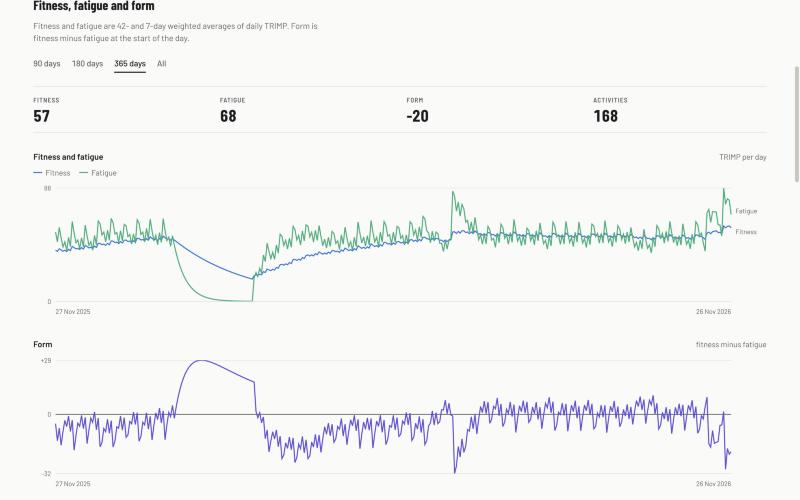 Fitness, fatigue and form
Fitness and fatigue are 42- and 7-day weighted averages of daily TRIMP. Form is
fitness minus fatigue at the start of the day.
90 days 180 days 365 days All
FITNESS FATIGUE FORM ACTIVITIES
57 68 -20 168
Fitness and fatigue TRIMP per day
Fitness Fatigue
88
Fatigue
Fitness
0
27 Nov 2025 26 Nov 2026
Form fitness minus fatigue
+29
0
-32
27 Nov 2025 26 Nov 2026